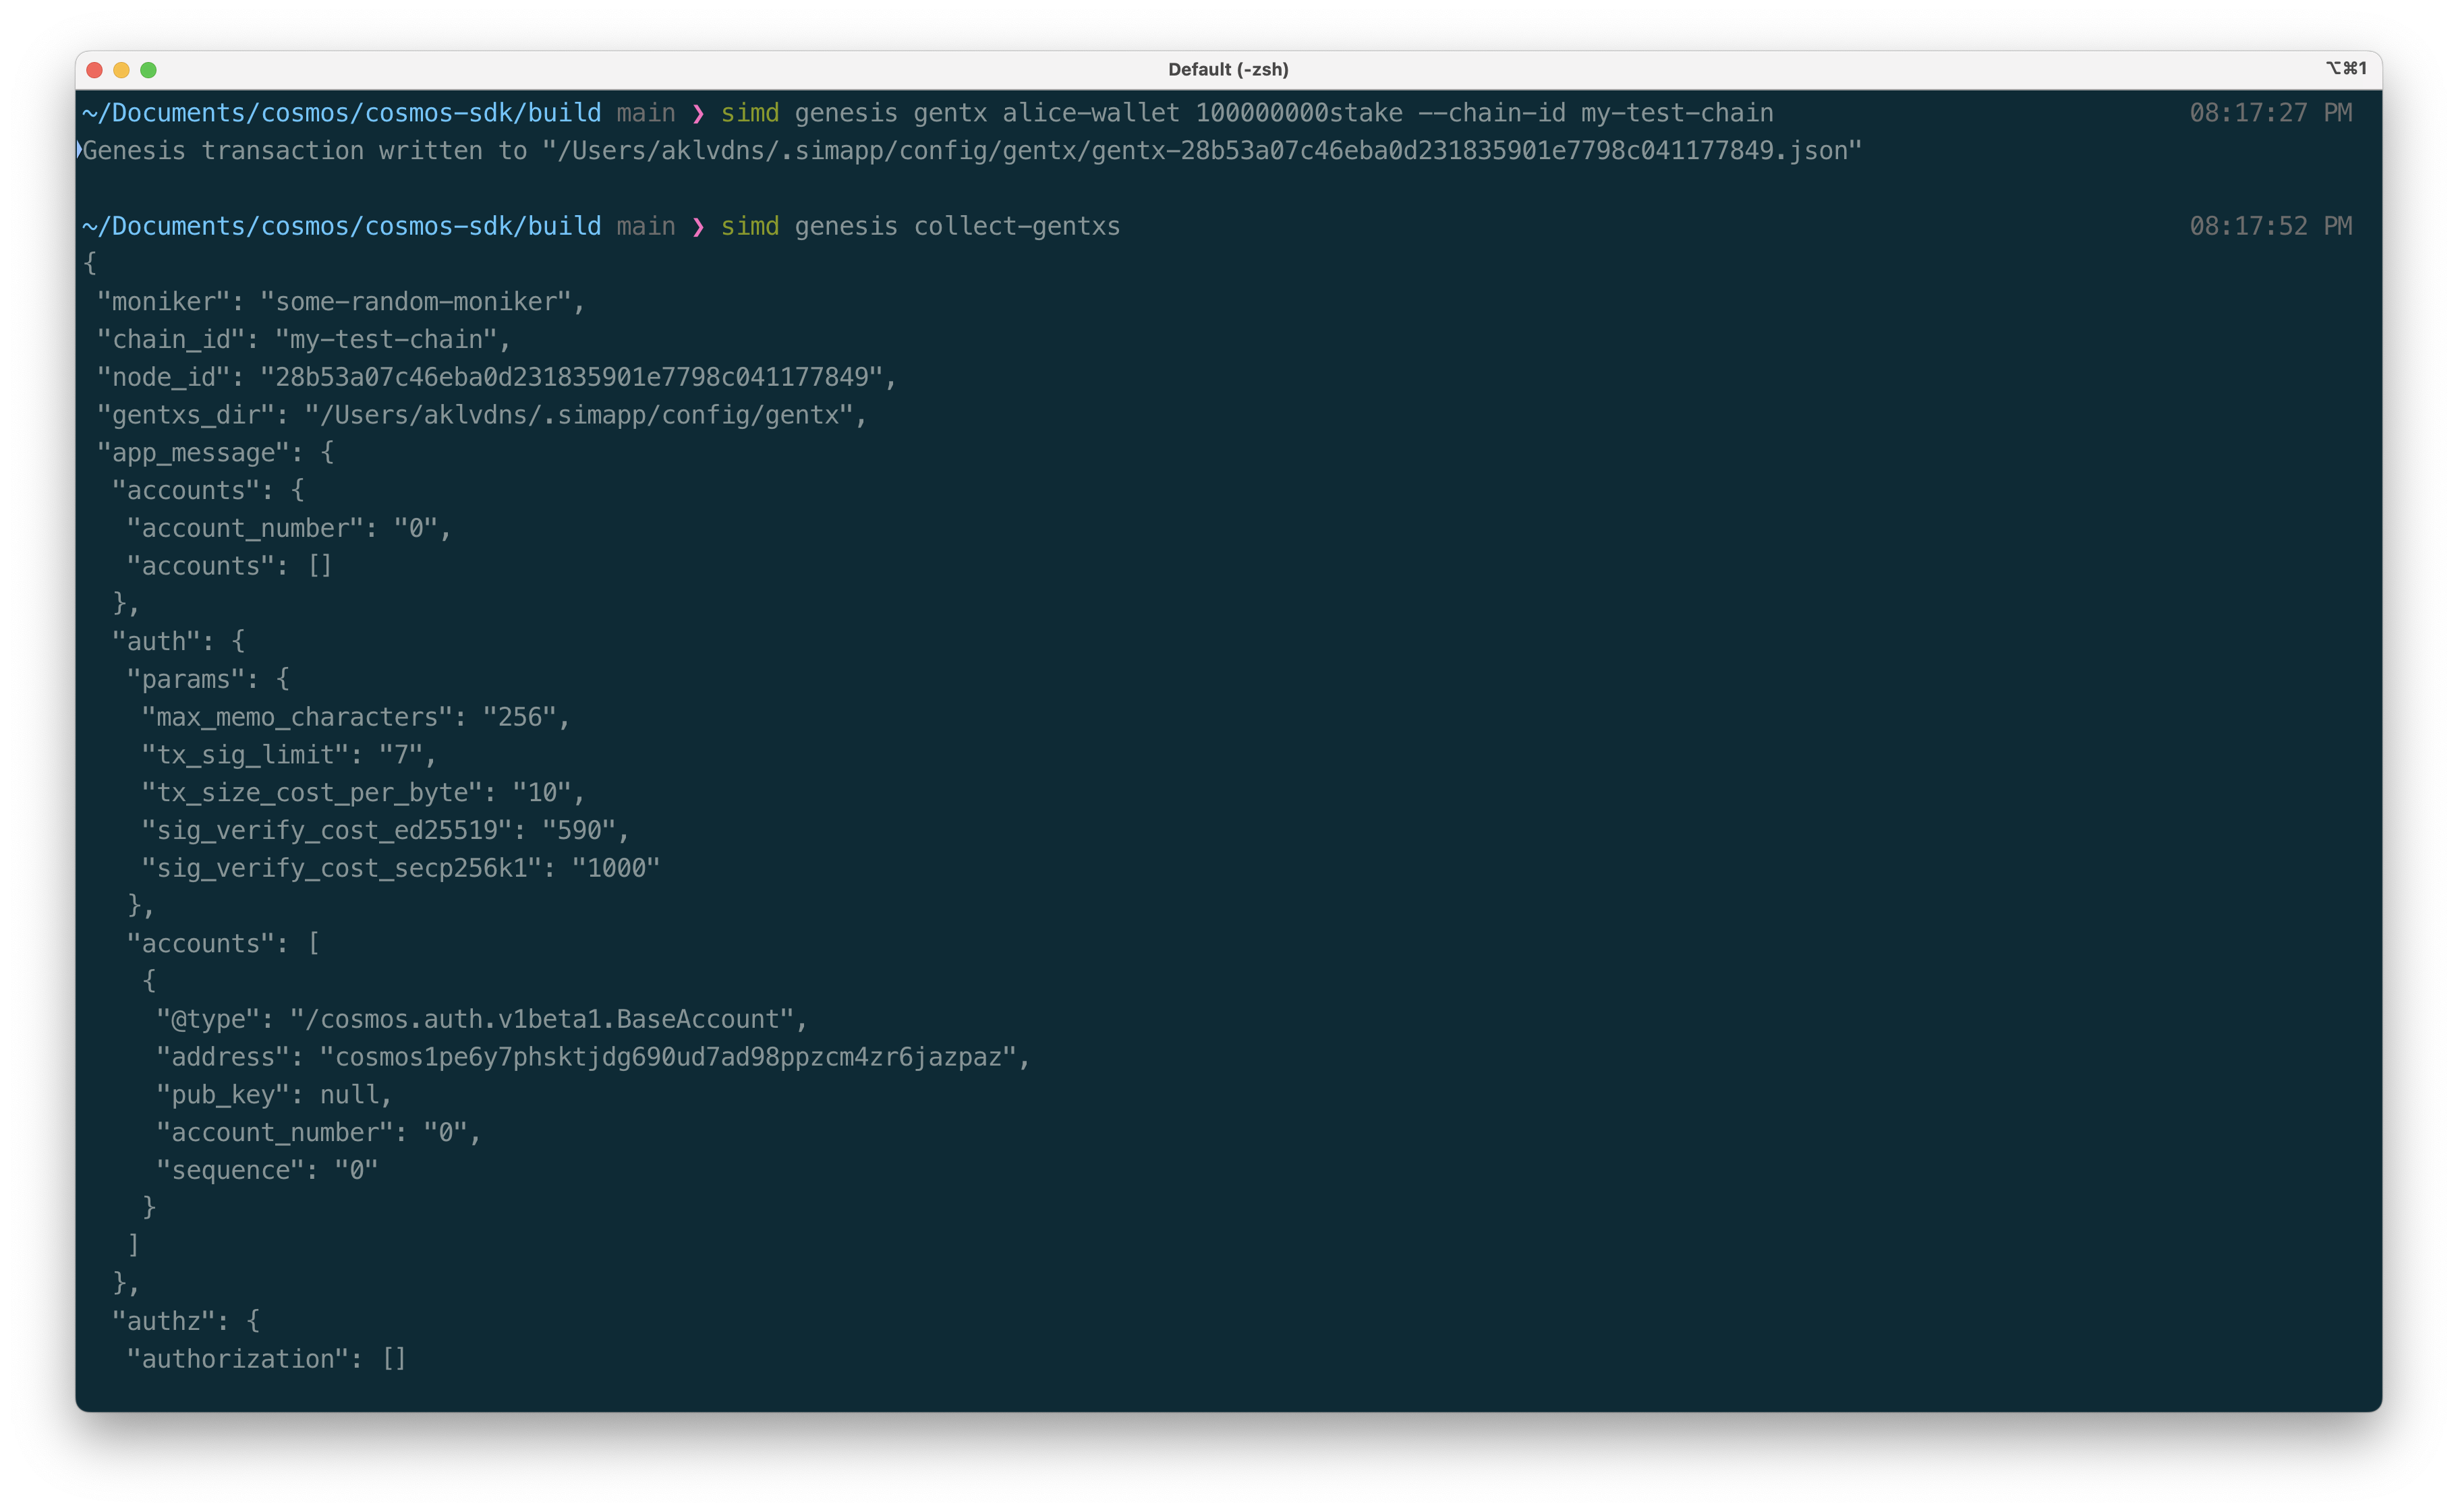 Default (-zsh)
⌥⌘1
~/Documents/cosmos/cosmos-sdk/build main ❯ simd genesis gentx alice-wallet 100000000stake --chain-id my-test-chain 08:17:27 PM
Genesis transaction written to "/Users/aklvdns/.simapp/config/gentx/gentx-28b53a07c46eba0d231835901e7798c041177849.json"
~/Documents/cosmos/cosmos-sdk/build main ❯ simd genesis collect-gentxs 08:17:52 PM
{
 "moniker": "some-random-moniker",
 "chain_id": "my-test-chain",
 "node_id": "28b53a07c46eba0d231835901e7798c041177849",
 "gentxs_dir": "/Users/aklvdns/.simapp/config/gentx",
 "app_message": {
  "accounts": {
   "account_number": "0",
   "accounts": []
  },
  "auth": {
   "params": {
    "max_memo_characters": "256",
    "tx_sig_limit": "7",
    "tx_size_cost_per_byte": "10",
    "sig_verify_cost_ed25519": "590",
    "sig_verify_cost_secp256k1": "1000"
   },
   "accounts": [
    {
     "@type": "/cosmos.auth.v1beta1.BaseAccount",
     "address": "cosmos1pe6y7phsktjdg690ud7ad98ppzcm4zr6jazpaz",
     "pub_key": null,
     "account_number": "0",
     "sequence": "0"
    }
   ]
  },
  "authz": {
   "authorization": []